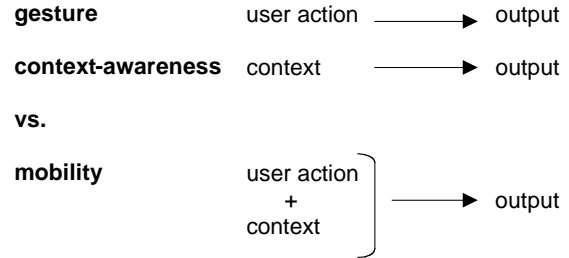 gesture user action output
context-awareness context output
vs.
mobility user action
+ output
context